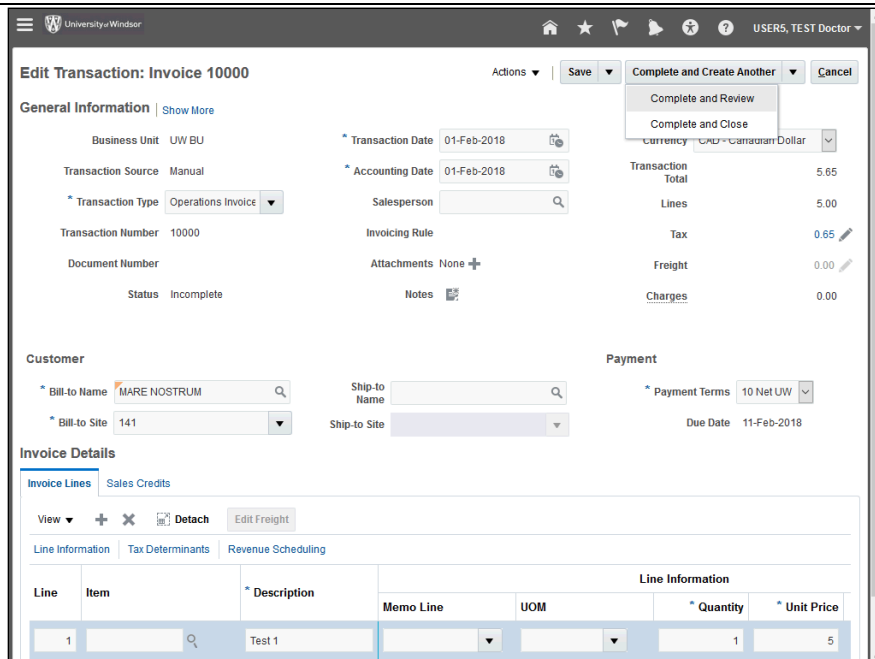 University of Windsor
USER5, TEST Doctor
Edit Transaction: Invoice 10000
Actions
Save
Complete and Create Another
Cancel
Complete and Review
Complete and Close
General Information
Show More
Business Unit UW BU
* Transaction Date 01-Feb-2018
Currency CAD - Canadian Dollar
Transaction Source Manual
* Accounting Date 01-Feb-2018
Transaction Total 5.65
* Transaction Type Operations Invoice
Salesperson
Lines 5.00
Transaction Number 10000
Invoicing Rule
Tax 0.65
Document Number
Attachments None
Freight 0.00
Status Incomplete
Notes
Charges 0.00
Customer
Payment
* Bill-to Name MARE NOSTRUM
Ship-to Name
* Payment Terms 10 Net UW
* Bill-to Site 141
Ship-to Site
Due Date 11-Feb-2018
Invoice Details
Invoice Lines
Sales Credits
View
Detach
Edit Freight
Line Information
Tax Determinants
Revenue Scheduling
Line Information
Line
Item
* Description
Memo Line
UOM
* Quantity
* Unit Price
1
Test 1
1
5